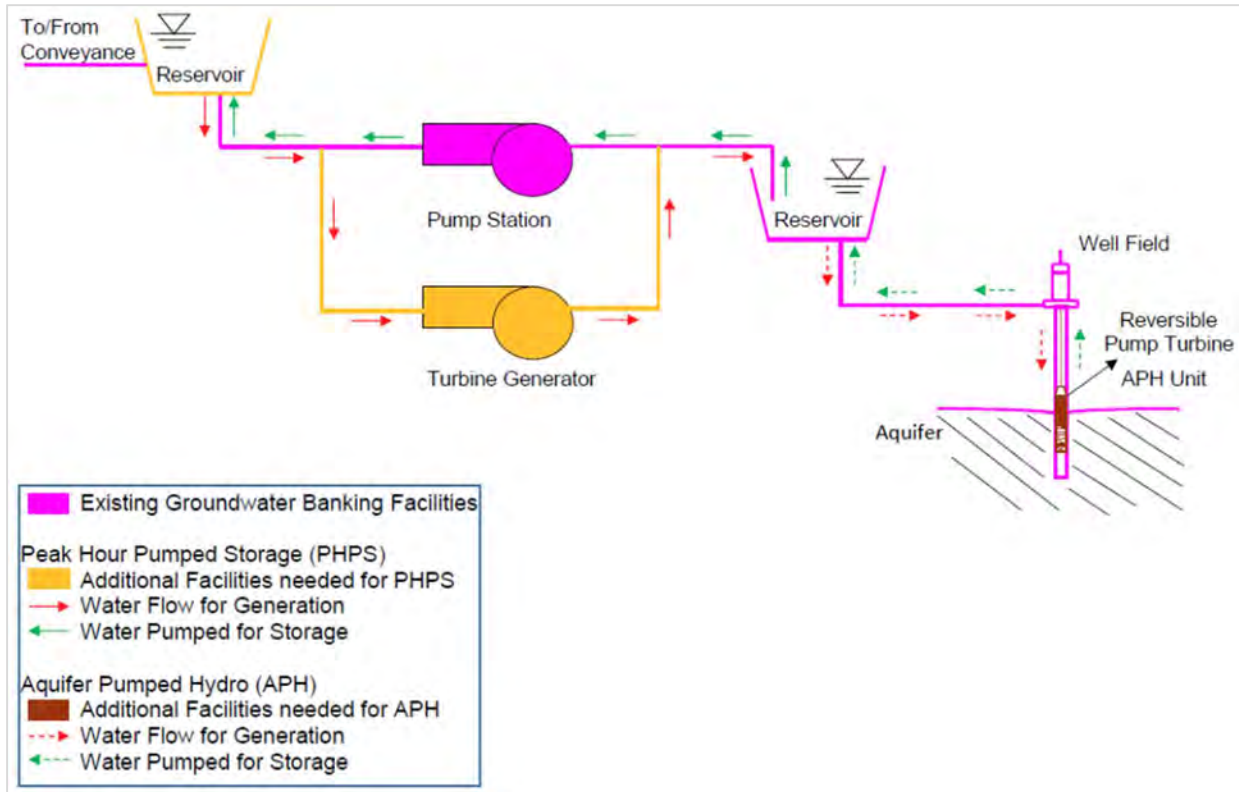 To/From
Conveyance
Reservoir
Pump Station
Reservoir
Well Field
Turbine Generator
Reversible
Pump Turbine
APH Unit
Aquifer
Existing Groundwater Banking Facilities
Peak Hour Pumped Storage (PHPS)
Additional Facilities needed for PHPS
Water Flow for Generation
Water Pumped for Storage
Aquifer Pumped Hydro (APH)
Additional Facilities needed for APH
Water Flow for Generation
Water Pumped for Storage